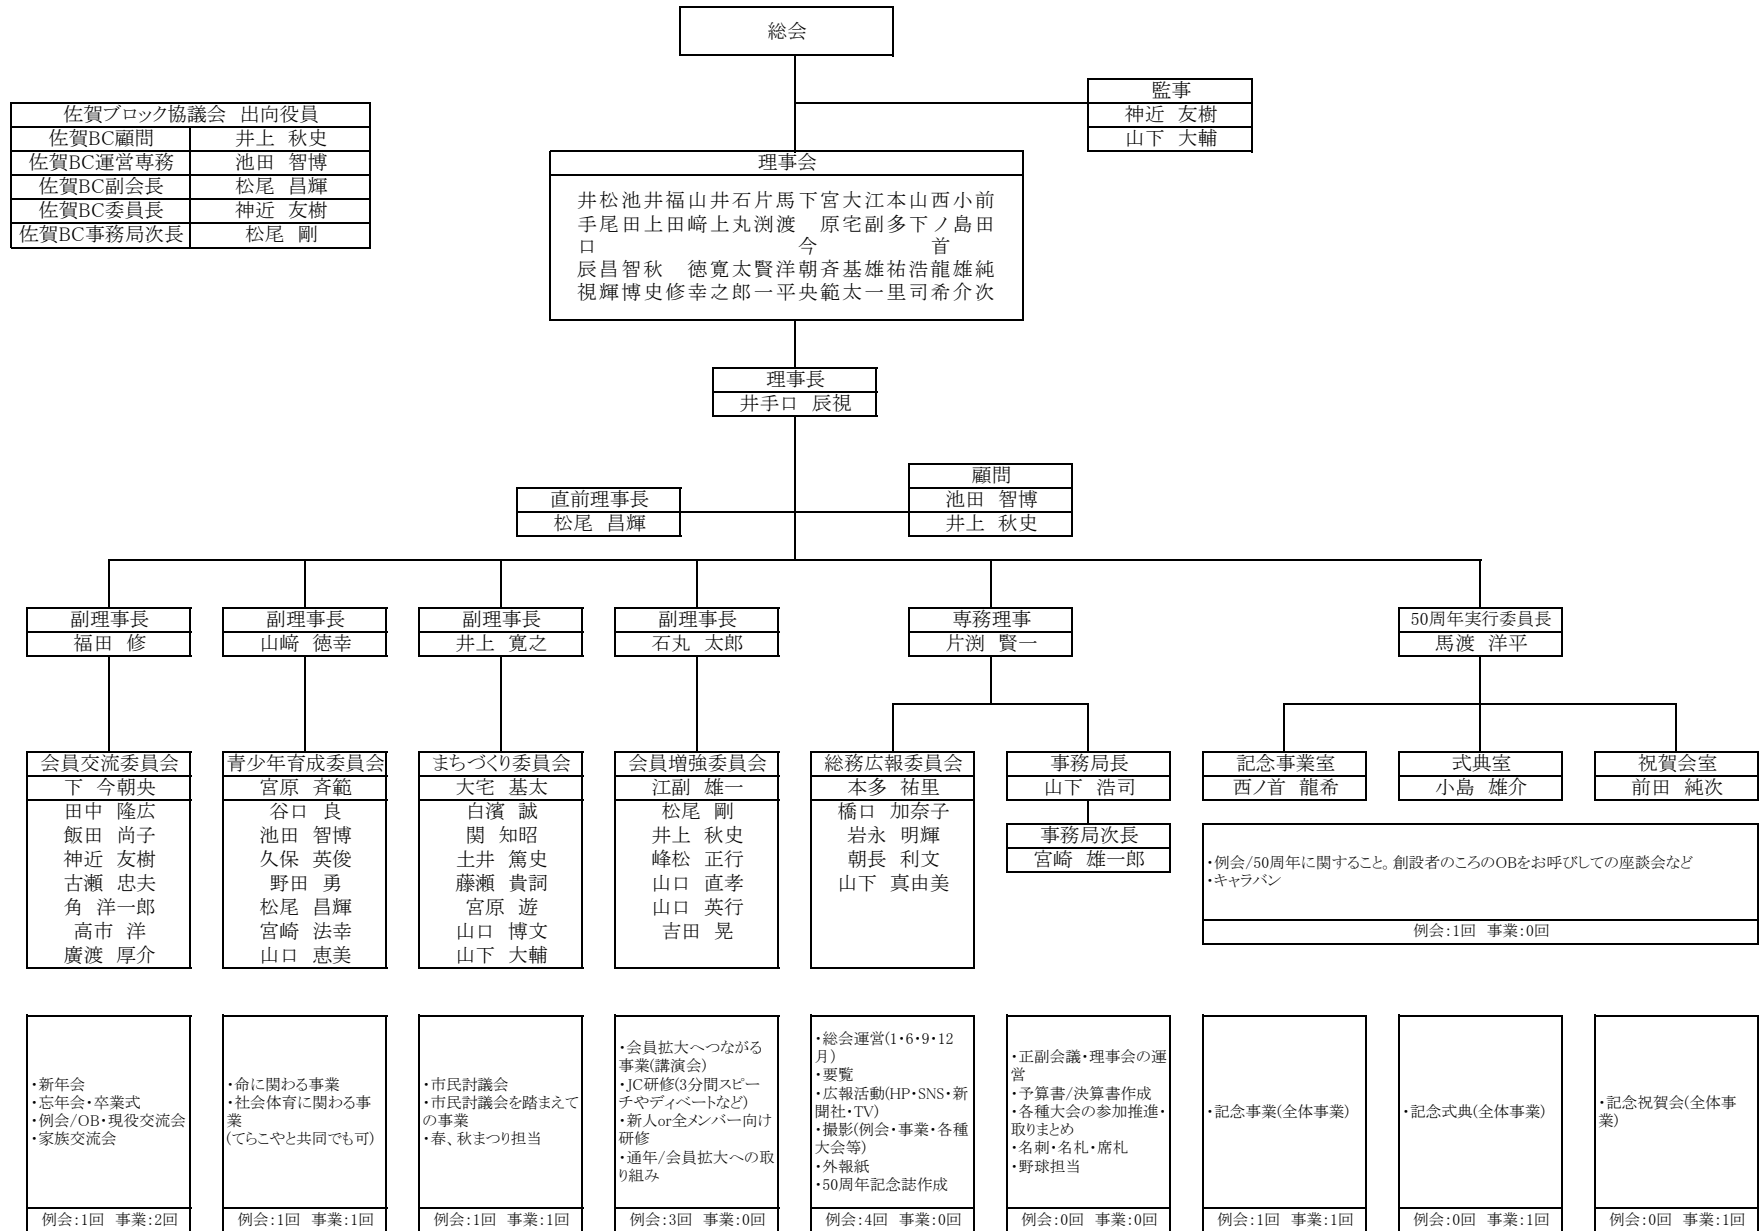 総会
監事
神近 友樹
山下 大輔
佐賀ブロック協議会 出向役員
佐賀BC顧問 井上 秋史
佐賀BC運営専務 池田 智博
佐賀BC副会長 松尾 昌輝
佐賀BC委員長 神近 友樹
佐賀BC事務局次長 松尾 剛
理事会
井手口 辰視
松尾 昌輝
池田 智博
井上 秋史
福田 修
山﨑 徳幸
井上 寛之
石丸 太郎
片渕 賢一
馬渡 洋平
下 今朝央
宮原 斉範
大宅 基太
江副 雄一
本多 祐里
山下 浩司
西ノ首 龍希
小島 雄介
前田 純次
理事長
井手口 辰視
直前理事長
松尾 昌輝
顧問
池田 智博
井上 秋史
副理事長
福田 修
副理事長
山﨑 徳幸
副理事長
井上 寛之
副理事長
石丸 太郎
専務理事
片渕 賢一
50周年実行委員長
馬渡 洋平
会員交流委員会
下 今朝央
田中 隆広
飯田 尚子
神近 友樹
古瀬 忠夫
角 洋一郎
高市 洋
廣渡 厚介
青少年育成委員会
宮原 斉範
谷口 良
池田 智博
久保 英俊
野田 勇
松尾 昌輝
宮崎 法幸
山口 恵美
まちづくり委員会
大宅 基太
白濱 誠
関 知昭
土井 篤史
藤瀬 貴詞
宮原 遊
山口 博文
山下 大輔
会員増強委員会
江副 雄一
松尾 剛
井上 秋史
峰松 正行
山口 直孝
山口 英行
吉田 晃
総務広報委員会
本多 祐里
橋口 加奈子
岩永 明輝
朝長 利文
山下 真由美
事務局長
山下 浩司
事務局次長
宮崎 雄一郎
記念事業室
西ノ首 龍希
式典室
小島 雄介
祝賀会室
前田 純次
・例会/50周年に関すること。創設者のころのOBをお呼びしての座談会など
・キャラバン
例会:1回 事業:0回
・新年会
・忘年会・卒業式
・例会/OB・現役交流会
・家族交流会
例会:1回 事業:2回
・命に関わる事業
・社会体育に関わる事
業
(てらこやと共同でも可)
例会:1回 事業:1回
・市民討議会
・市民討議会を踏まえて
の事業
・春、秋まつり担当
例会:1回 事業:1回
・会員拡大へつながる
事業(講演会)
・JC研修(3分間スピー
チやディベートなど)
・新人or全メンバー向け
研修
・通年/会員拡大への取
り組み
例会:3回 事業:0回
・総会運営(1・6・9・12
月)
・要覧
・広報活動(HP・SNS・新
聞社・TV)
・撮影(例会・事業・各種
大会等)
・外報紙
・50周年記念誌作成
例会:4回 事業:0回
・正副会議・理事会の運
営
・予算書/決算書作成
・各種大会の参加推進・
取りまとめ
・名刺・名札・席札
・野球担当
例会:0回 事業:0回
・記念事業(全体事業)
例会:1回 事業:1回
・記念式典(全体事業)
例会:0回 事業:1回
・記念祝賀会(全体事
業)
例会:0回 事業:1回